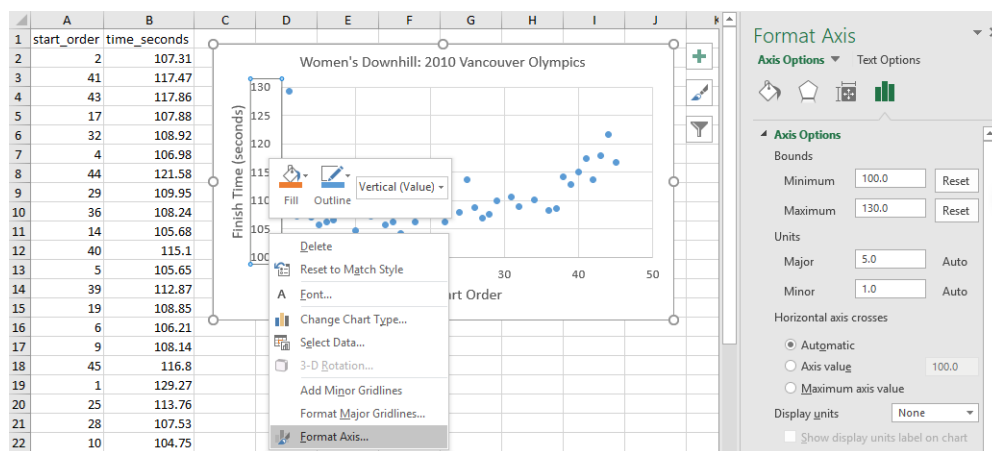 A B C D E F G H I J K
1 start_order time_seconds
2 2 107.31
3 41 117.47
4 43 117.86
5 17 107.88
6 32 108.92
7 4 106.98
8 44 121.58
9 29 109.95
10 36 108.24
11 14 105.68
12 40 115.1
13 5 105.65
14 39 112.87
15 19 108.85
16 6 106.21
17 9 108.14
18 45 116.8
19 1 129.27
20 25 113.76
21 28 107.53
22 10 104.75
Women's Downhill: 2010 Vancouver Olympics
Finish Time (seconds)
130
125
120
115
110
105
100
30 40 50
art Order
Fill Outline Vertical (Value)
Delete
Reset to Match Style
A Font...
Change Chart Type...
Select Data...
3-D Rotation...
Add Minor Gridlines
Format Major Gridlines...
Format Axis...
Format Axis
Axis Options Text Options
Axis Options
Bounds
Minimum 100.0 Reset
Maximum 130.0 Reset
Units
Major 5.0 Auto
Minor 1.0 Auto
Horizontal axis crosses
Automatic
Axis value 100.0
Maximum axis value
Display units None
Show display units label on chart